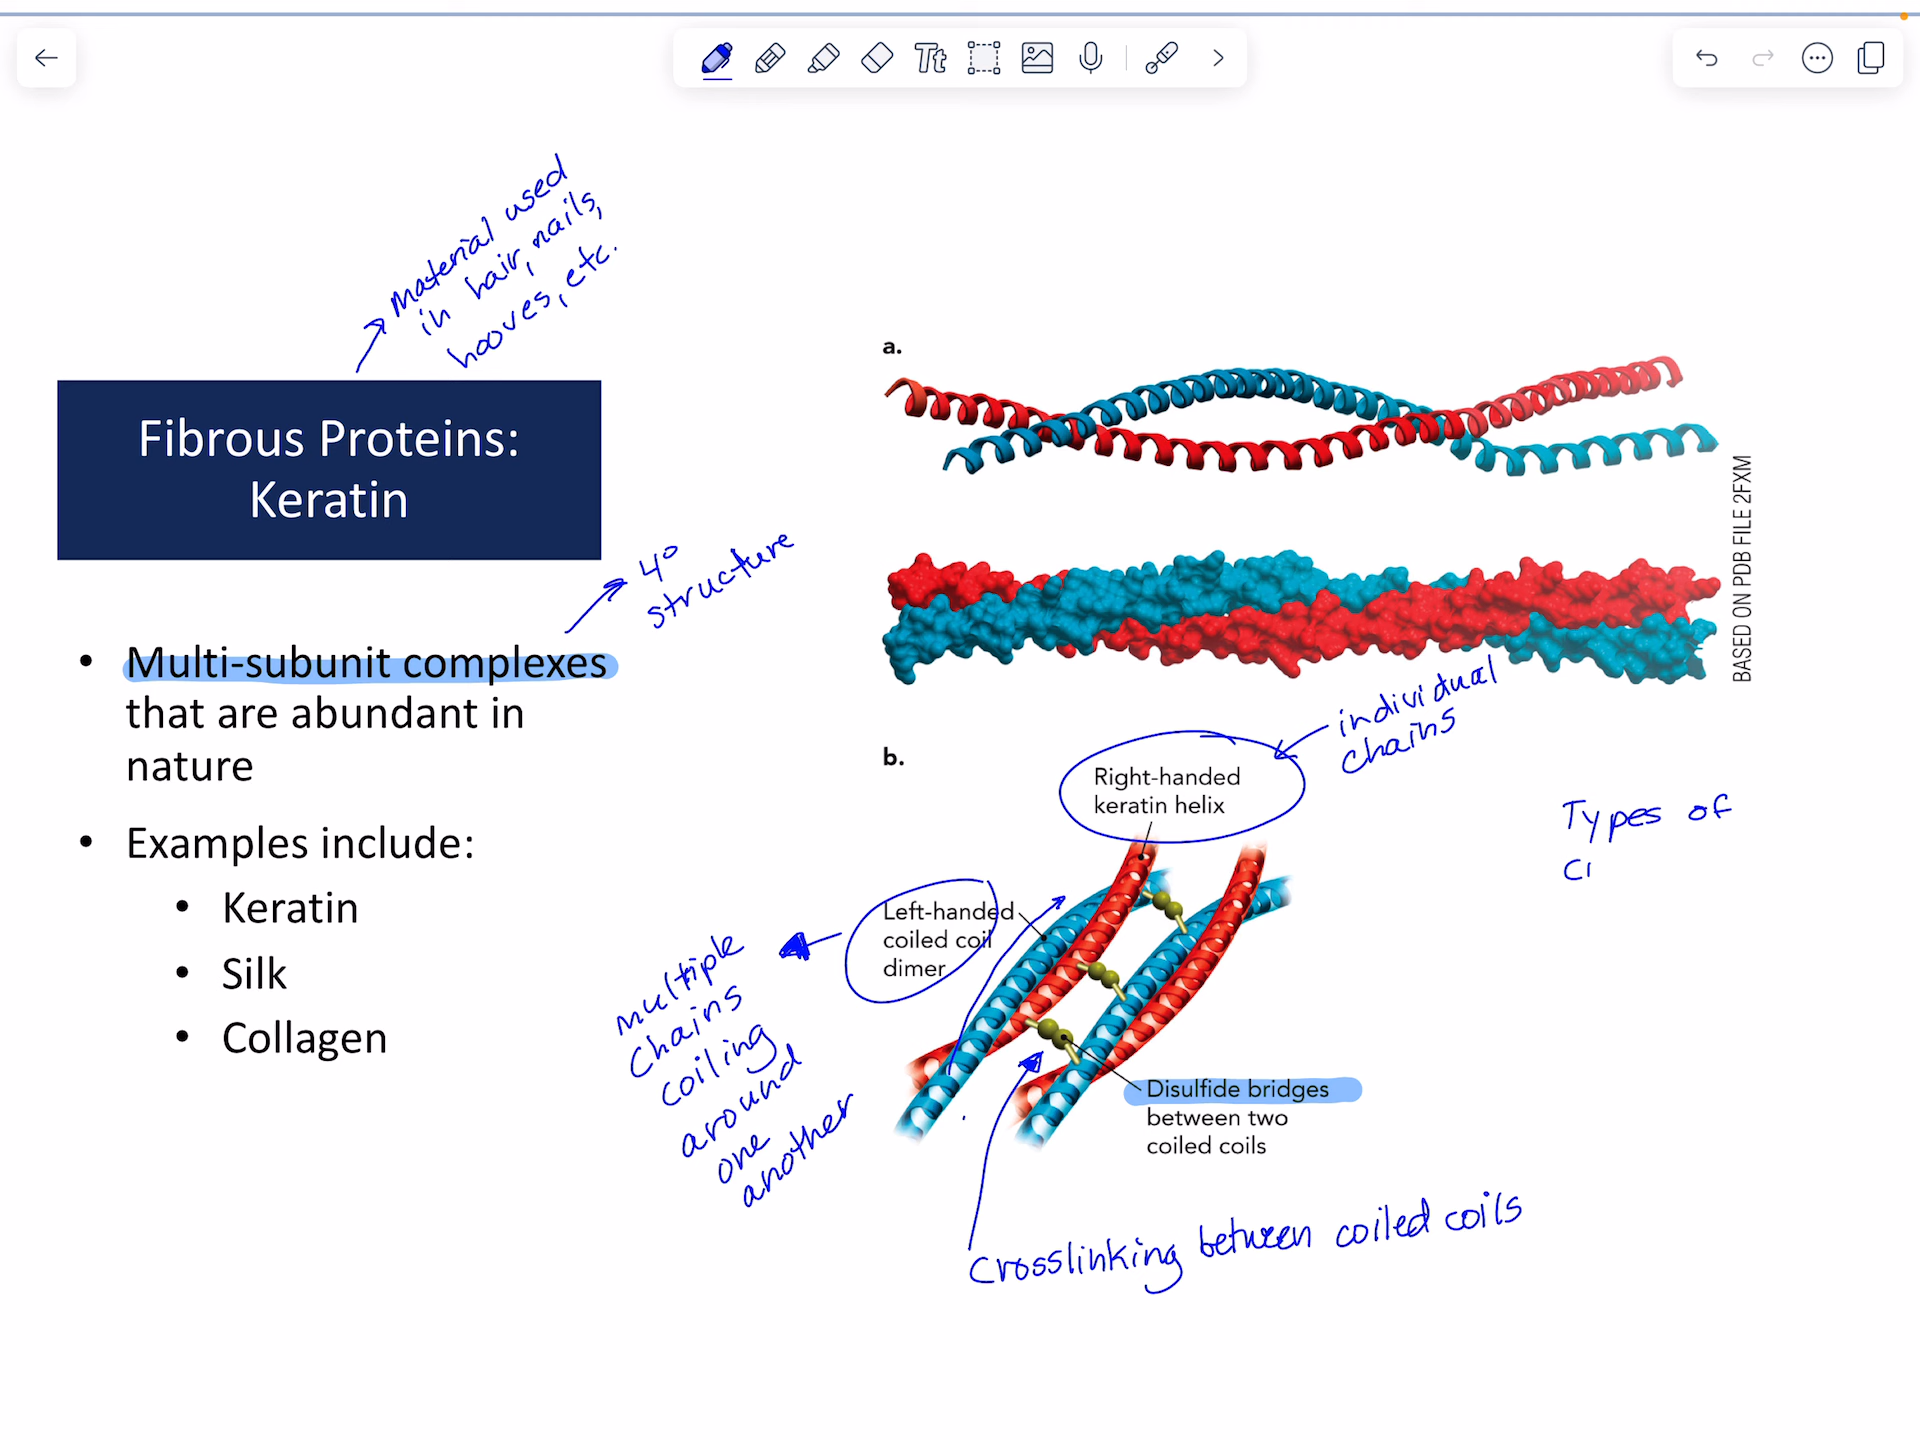 Tt
material used
in hair, nails,
hooves, etc.
Fibrous Proteins:
Keratin
4° structure
• Multi-subunit complexes
that are abundant in
nature
• Examples include:
• Keratin
• Silk
• Collagen
a.
BASED ON PDB FILE 2FXM
b.
individual
chains
Right-handed
keratin helix
Types of
Left-handed
coiled coil
dimer
multiple
chains
coiling
around
one
another
Disulfide bridges
between two
coiled coils
Crosslinking between coiled coils